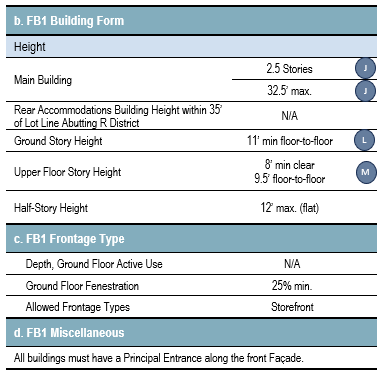 b. FB1 Building Form
Height
Main Building
2.5 Stories J
32.5' max. J
Rear Accommodations Building Height within 35'
of Lot Line Abutting R District
N/A
Ground Story Height 11' min floor-to-floor L
Upper Floor Story Height
8' min clear
9.5' floor-to-floor
M
Half-Story Height 12' max. (flat)
c. FB1 Frontage Type
Depth, Ground Floor Active Use N/A
Ground Floor Fenestration 25% min.
Allowed Frontage Types Storefront
d. FB1 Miscellaneous
All buildings must have a Principal Entrance along the front Façade.